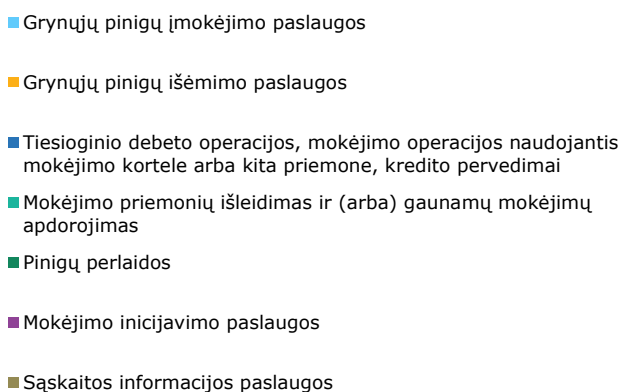 Grynųjų pinigų įmokėjimo paslaugos
Grynųjų pinigų išėmimo paslaugos
Tiesioginio debeto operacijos, mokėjimo operacijos naudojantis
mokėjimo kortele arba kita priemone, kredito pervedimai
Mokėjimo priemonių išleidimas ir (arba) gaunamų mokėjimų
apdorojimas
Pinigų perlaidos
Mokėjimo inicijavimo paslaugos
Sąskaitos informacijos paslaugos